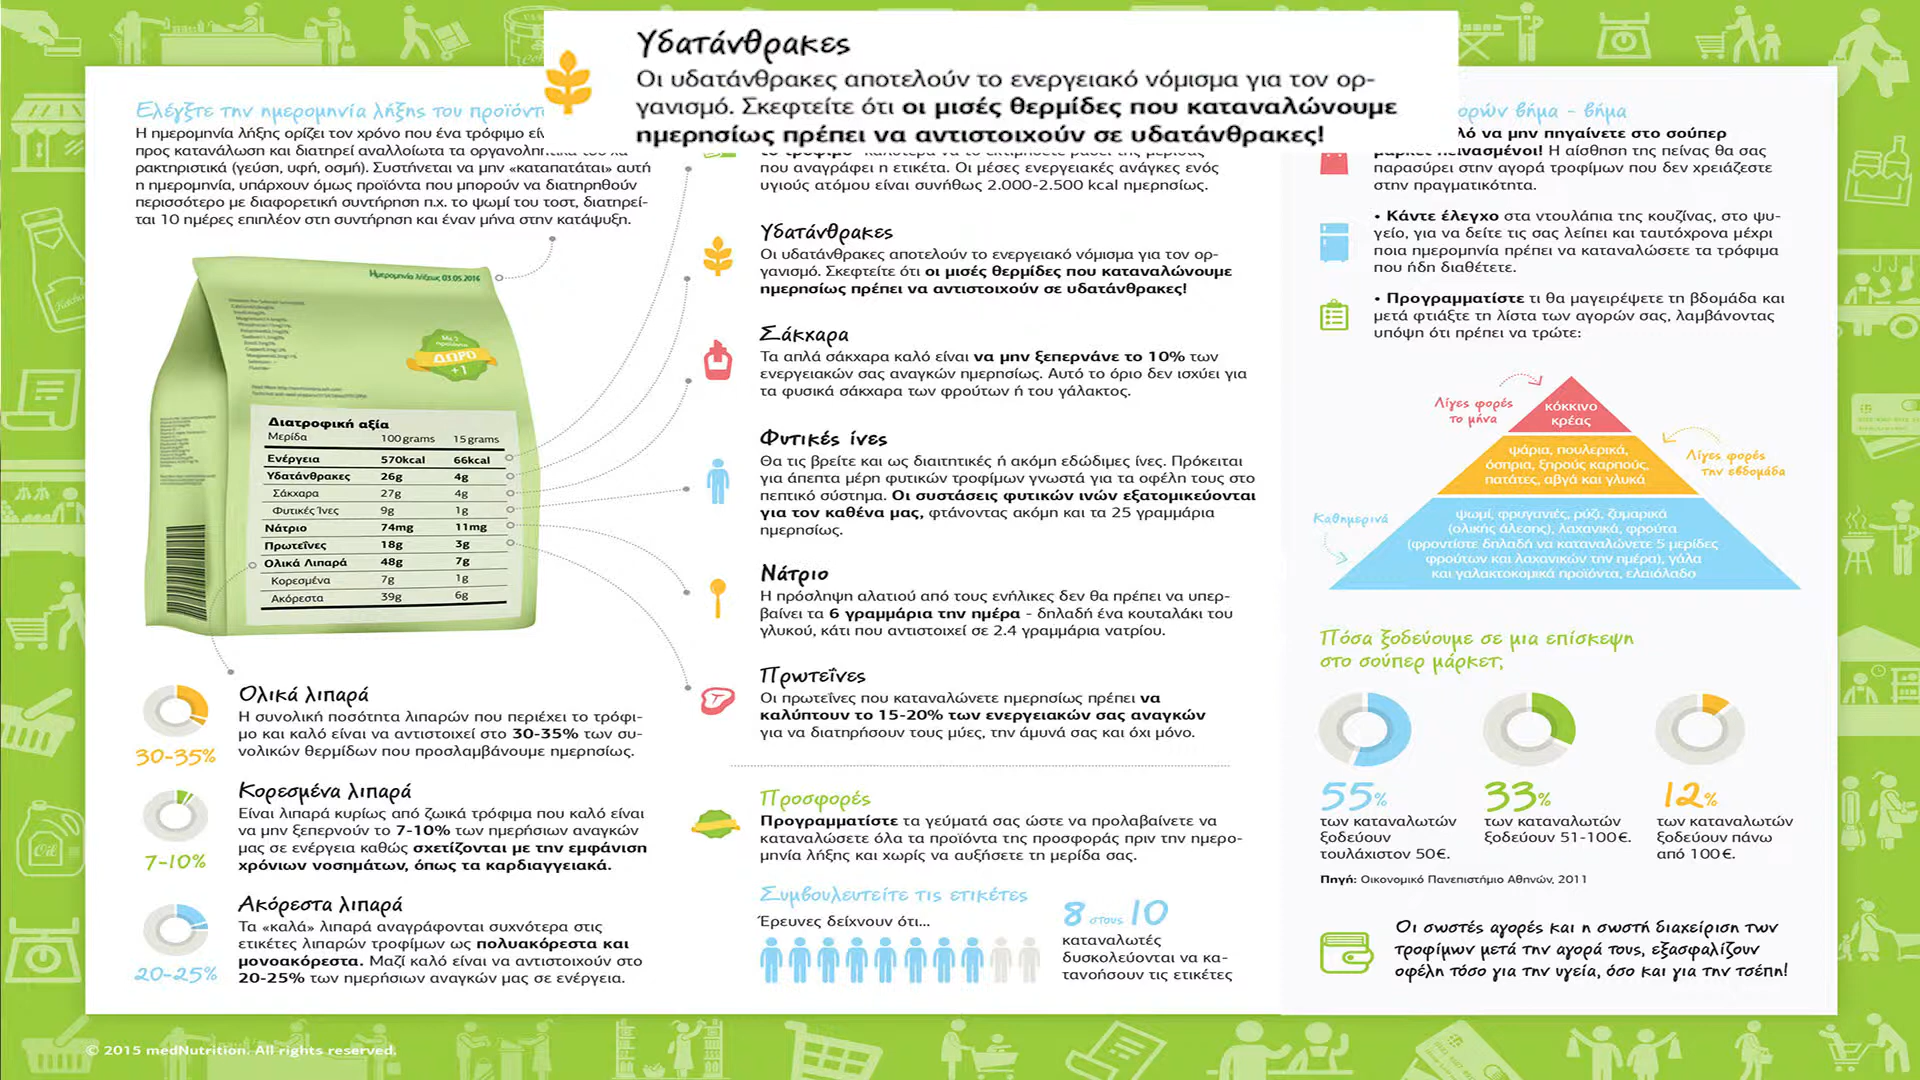 Υδατάνθρακες
Οι υδατάνθρακες αποτελούν το ενεργειακό νόμισμα για τον ορ-
γανισμό. Σκεφτείτε ότι οι μισές θερμίδες που καταναλώνουμε
ημερησίως πρέπει να αντιστοιχούν σε υδατάνθρακες!
Ελέγξτε την ημερομηνία λήξης του προϊόντ
Η ημερομηνία λήξης ορίζει τον χρόνο που ένα τρόφιμο εί
προς κατανάλωση και διατηρεί αναλλοίωτα τα οργανοληπτικά του χα-
ρακτηριστικά (γεύση, υφή, οσμή). Συστήνεται να μην «καταπατάται» αυτή
η ημερομηνία, υπάρχουν όμως προϊόντα που μπορούν να διατηρηθούν
περισσότερο με διαφορετική συντήρηση π.χ. το ψωμί του τοστ, διατηρεί-
ται 10 ημέρες επιπλέον στη συντήρηση και έναν μήνα στην κατάψυξη.
Ημερομηνία λήξεως 03.05.2016
Με 2
προϊόντα
ΔΩΡΟ
+1
Διατροφική αξία
Μερίδα 100 grams 15 grams
Ενέργεια 570kcal 66kcal
Υδατάνθρακες 26g 4g
Σάκχαρα 27g 4g
Φυτικές Ίνες 9g 1g
Νάτριο 74mg 11mg
Πρωτεΐνες 18g 3g
Ολικά Λιπαρά 48g 7g
Κορεσμένα 7g 1g
Ακόρεστα 39g 6g
Ολικά λιπαρά
Η συνολική ποσότητα λιπαρών που περιέχει το τρόφι-
μο και καλό είναι να αντιστοιχεί στο 30-35% των συ-
νολικών θερμίδων που προσλαμβάνουμε ημερησίως.
30-35%
Κορεσμένα λιπαρά
Είναι λιπαρά κυρίως από ζωικά τρόφιμα που καλό είναι
να μην ξεπερνούν το 7-10% των ημερήσιων αναγκών
μας σε ενέργεια καθώς σχετίζονται με την εμφάνιση
χρόνιων νοσημάτων, όπως τα καρδιαγγειακά.
7-10%
Ακόρεστα λιπαρά
Τα «καλά» λιπαρά αναγράφονται συχνότερα στις
ετικέτες λιπαρών τροφίμων ως πολυακόρεστα και
μονοακόρεστα. Μαζί καλό είναι να αντιστοιχούν στο
20-25% των ημερήσιων αναγκών μας σε ενέργεια.
20-25%
το τρόφιμο καλύτερα να το εκτιμήσετε βάσει της μερίδας
που αναγράφει η ετικέτα. Οι μέσες ενεργειακές ανάγκες ενός
υγιούς ατόμου είναι συνήθως 2.000-2.500 kcal ημερησίως.
Υδατάνθρακες
Οι υδατάνθρακες αποτελούν το ενεργειακό νόμισμα για τον ορ-
γανισμό. Σκεφτείτε ότι οι μισές θερμίδες που καταναλώνουμε
ημερησίως πρέπει να αντιστοιχούν σε υδατάνθρακες!
Σάκχαρα
Τα απλά σάκχαρα καλό είναι να μην ξεπερνάνε το 10% των
ενεργειακών σας αναγκών ημερησίως. Αυτό το όριο δεν ισχύει για
τα φυσικά σάκχαρα των φρούτων ή του γάλακτος.
Φυτικές ίνες
Θα τις βρείτε και ως διαιτητικές ή ακόμη εδώδιμες ίνες. Πρόκειται
για άπεπτα μέρη φυτικών τροφίμων γνωστά για τα οφέλη τους στο
πεπτικό σύστημα. Οι συστάσεις φυτικών ινών εξατομικεύονται
για τον καθένα μας, φτάνοντας ακόμη και τα 25 γραμμάρια
ημερησίως.
Νάτριο
Η πρόσληψη αλατιού από τους ενήλικες δεν θα πρέπει να υπερ-
βαίνει τα 6 γραμμάρια την ημέρα - δηλαδή ένα κουταλάκι του
γλυκού, κάτι που αντιστοιχεί σε 2.4 γραμμάρια νατρίου.
Πρωτεΐνες
Οι πρωτεΐνες που καταναλώνετε ημερησίως πρέπει να
καλύπτουν το 15-20% των ενεργειακών σας αναγκών
για να διατηρήσουν τους μύες, την άμυνά σας και όχι μόνο.
Προσφορές
Προγραμματίστε τα γεύματά σας ώστε να προλαβαίνετε να
καταναλώσετε όλα τα προϊόντα της προσφοράς πριν την ημερο-
μηνία λήξης και χωρίς να αυξήσετε τη μερίδα σας.
Συμβουλευτείτε τις ετικέτες
Έρευνες δείχνουν ότι...
8 στους 10
καταναλωτές
δυσκολεύονται να κα-
τανοήσουν τις ετικέτες
ορών βήμα - βήμα
λό να μην πηγαίνετε στο σούπερ
μάρκετ πεινασμένοι! Η αίσθηση της πείνας θα σας
παρασύρει στην αγορά τροφίμων που δεν χρειάζεστε
στην πραγματικότητα.
• Κάντε έλεγχο στα ντουλάπια της κουζίνας, στο ψυ-
γείο, για να δείτε τις σας λείπει και ταυτόχρονα μέχρι
ποια ημερομηνία πρέπει να καταναλώσετε τα τρόφιμα
που ήδη διαθέτετε.
• Προγραμματίστε τι θα μαγειρέψετε τη βδομάδα και
μετά φτιάξτε τη λίστα των αγορών σας, λαμβάνοντας
υπόψη ότι πρέπει να τρώτε:
Λίγες φορές
το μήνα
κόκκινο
κρέας
ψάρια, πουλερικά,
όσπρια, ξηρούς καρπούς,
πατάτες, αβγά και γλυκά
Λίγες φορές
την εβδομάδα
Καθημερινά
ψωμί, φρυγανιές, ρύζι, ζυμαρικά
(ολικής άλεσης), λαχανικά, φρούτα
(φροντίστε δηλαδή να καταναλώνετε 5 μερίδες
φρούτων και λαχανικών την ημέρα), γάλα
και γαλακτοκομικά προϊόντα, ελαιόλαδο
Πόσα ξοδεύουμε σε μια επίσκεψη
στο σούπερ μάρκετ;
55%
των καταναλωτών
ξοδεύουν
τουλάχιστον 50€.
33%
των καταναλωτών
ξοδεύουν 51-100€.
12%
των καταναλωτών
ξοδεύουν πάνω
από 100€.
Πηγή: Οικονομικό Πανεπιστήμιο Αθηνών, 2011
Οι σωστές αγορές και η σωστή διαχείριση των
τροφίμων μετά την αγορά τους, εξασφαλίζουν
οφέλη τόσο για την υγεία, όσο και για την τσέπη!
© 2015 medNutrition. All rights reserved.